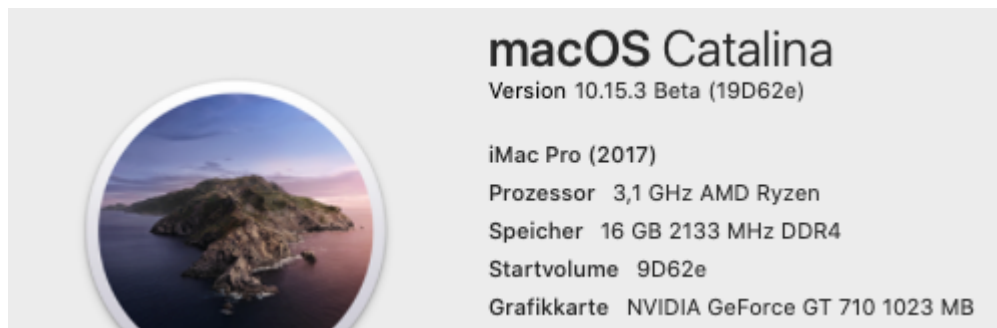 macOS Catalina
Version 10.15.3 Beta (19D62e)
iMac Pro (2017)
Prozessor 3,1 GHz AMD Ryzen
Speicher 16 GB 2133 MHz DDR4
Startvolume 9D62e
Grafikkarte NVIDIA GeForce GT 710 1023 MB